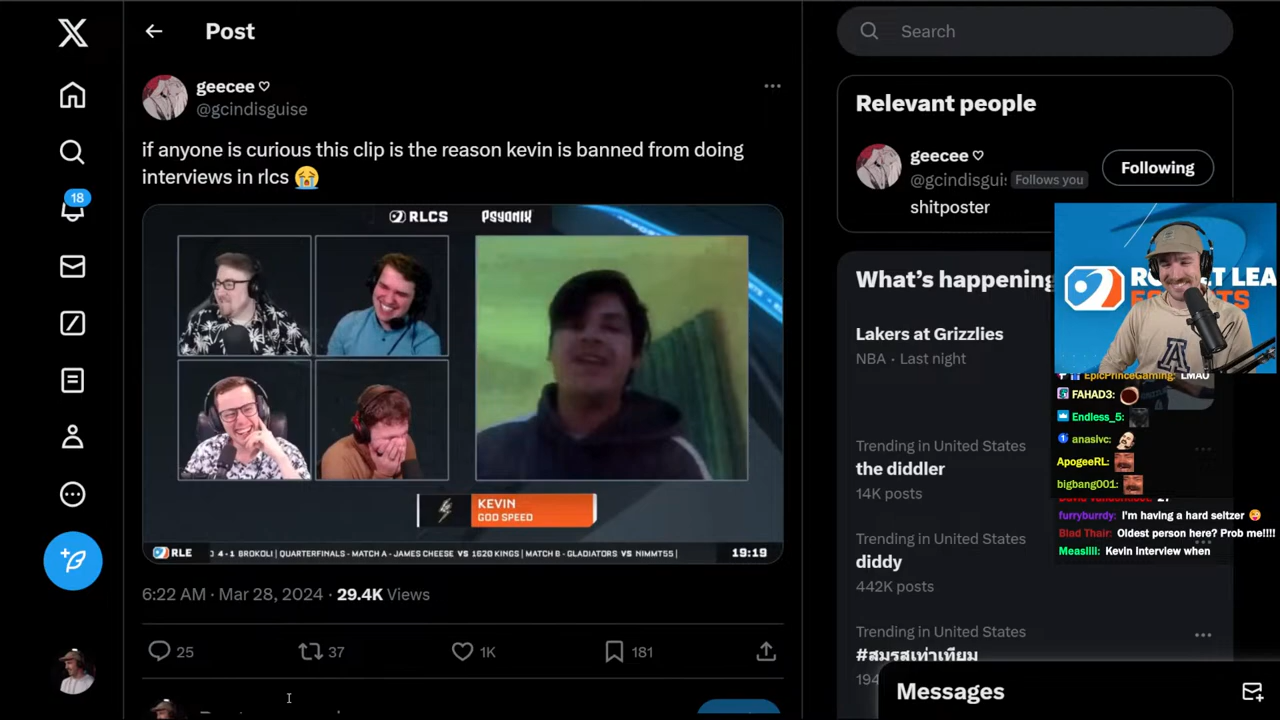 Post
geecee ♡
@gcindisguise
if anyone is curious this clip is the reason kevin is banned from doing
interviews in rlcs 😭
RLCS PSYONIX
KEVIN
GOD SPEED
RLE
4 - 1 BROKOLI | QUARTERFINALS - MATCH A - JAMES CHEESE VS 1620 KINGS | MATCH B - GLADIATORS VS NIMMT55 |
19:19
6:22 AM · Mar 28, 2024 · 29.4K Views
25
37
1K
181
18
Search
Relevant people
geecee ♡
@gcindisgui:
Follows you
Following
shitposter
What's happening
Lakers at Grizzlies
NBA · Last night
Trending in United States
the diddler
14K posts
Trending in United States
diddy
442K posts
Trending in United States
#สมรสเท่าเทียม
194
Messages
LEA
EpicPrinceGaming: LMAO
FAHAD3:
Endless_5:
anaslvc:
ApogeeRL:
bigbang001:
furryburrdy: I'm having a hard seltzer 😜
Blad Thair: Oldest person here? Prob me!!!!
Measllll: Kevin Interview when